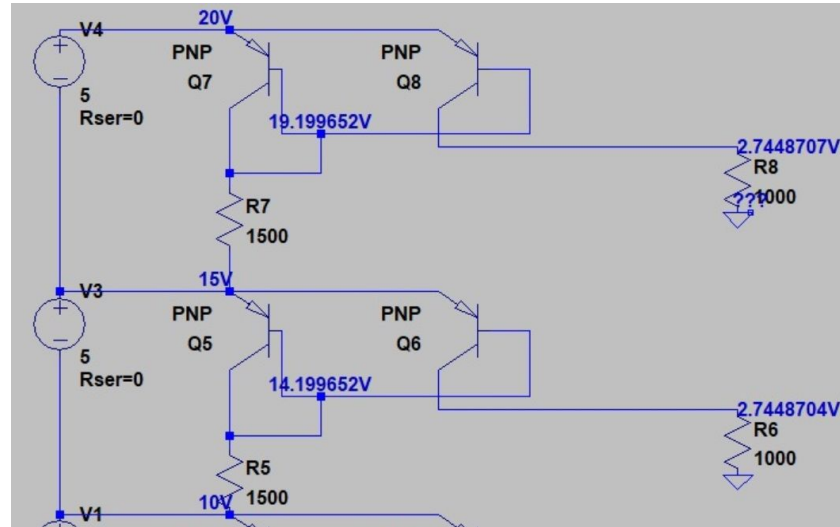 V4
20V
PNP
Q7
PNP
Q8
5
Rser=0
19.199652V
2.7448707V
R8
1000
???
R7
1500
V3
15V
PNP
Q5
PNP
Q6
5
Rser=0
14.199652V
2.7448704V
R6
1000
R5
1500
V1
10V